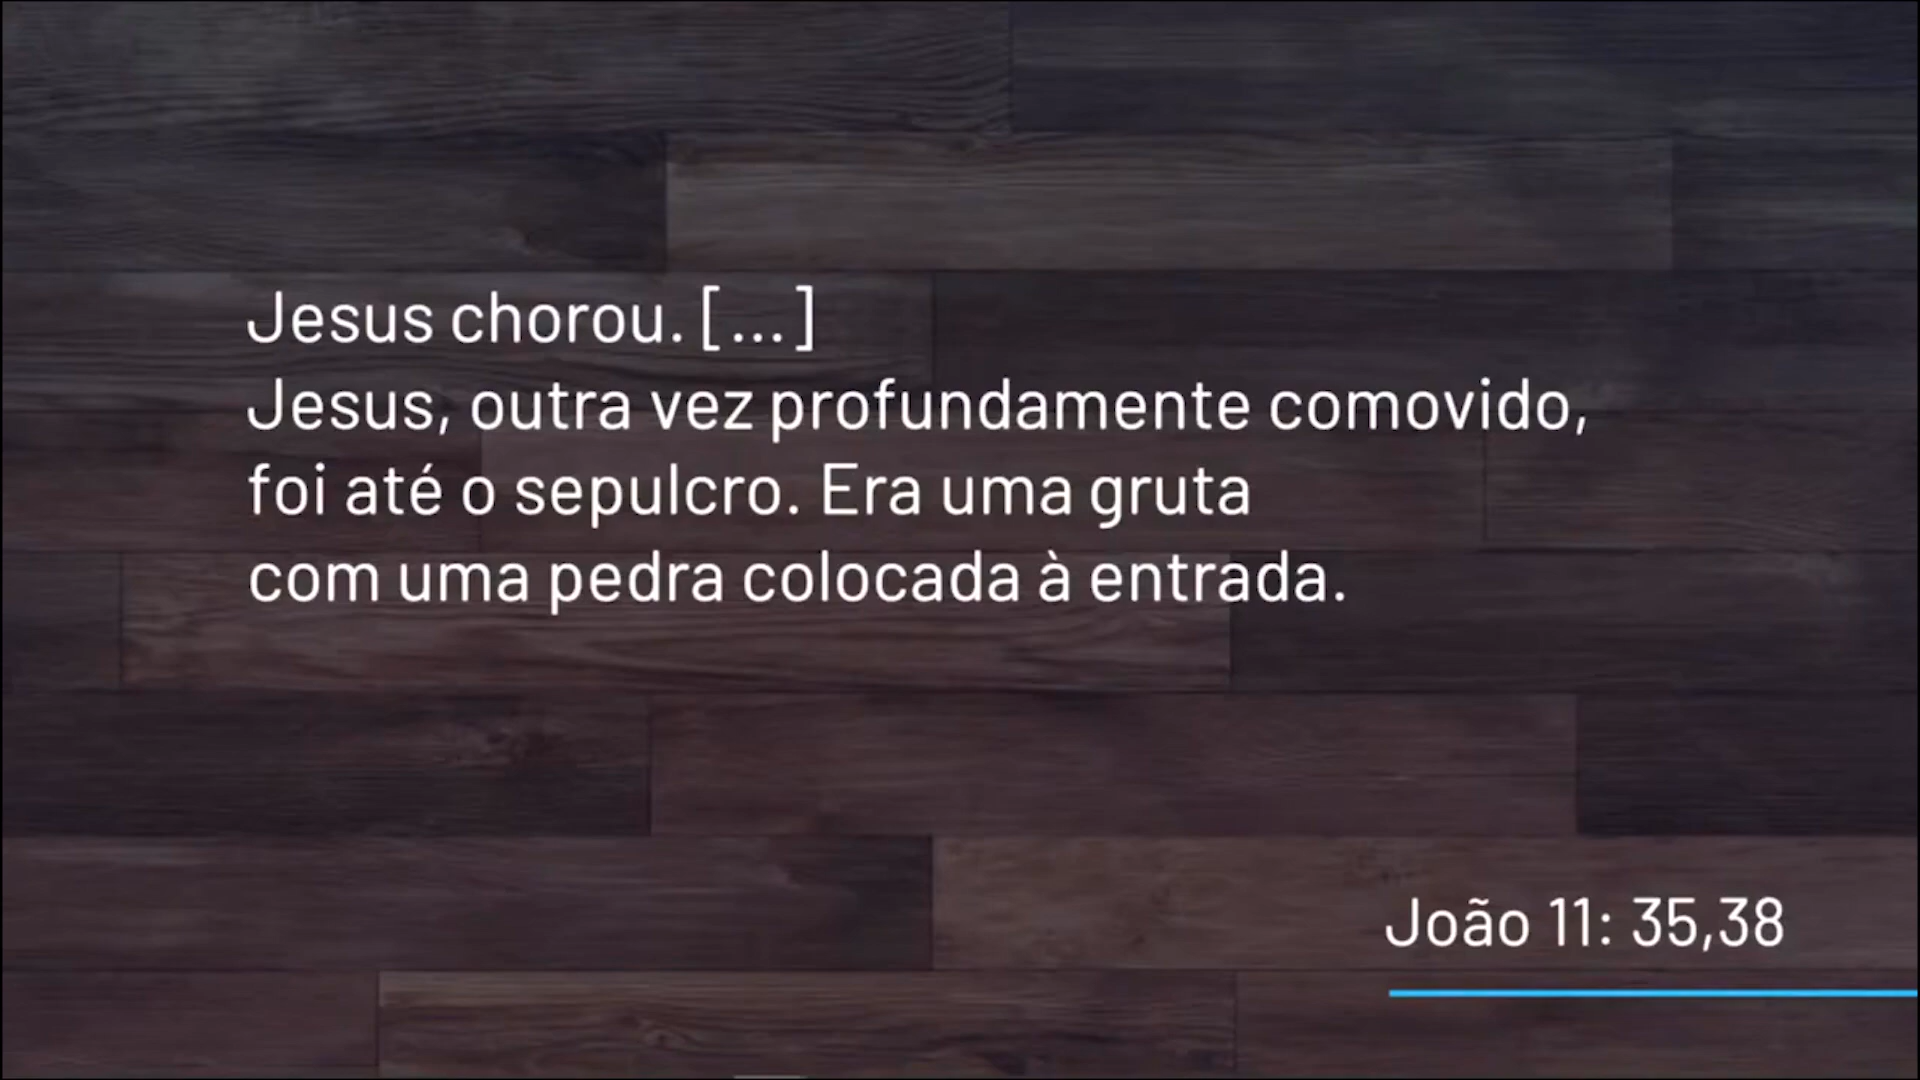 Jesus chorou. [...]
Jesus, outra vez profundamente comovido,
foi até o sepulcro. Era uma gruta
com uma pedra colocada à entrada.
João 11: 35,38